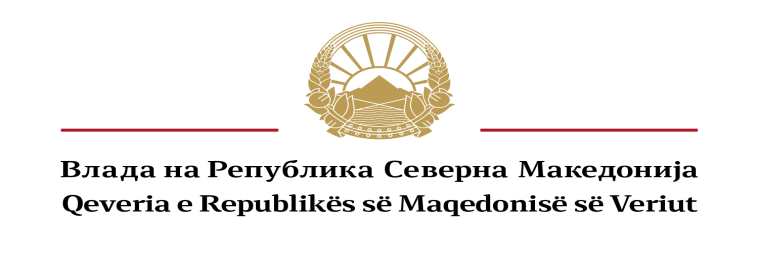 Влада на Република Северна Македонија
Qeveria e Republikës së Maqedonisë së Veriut